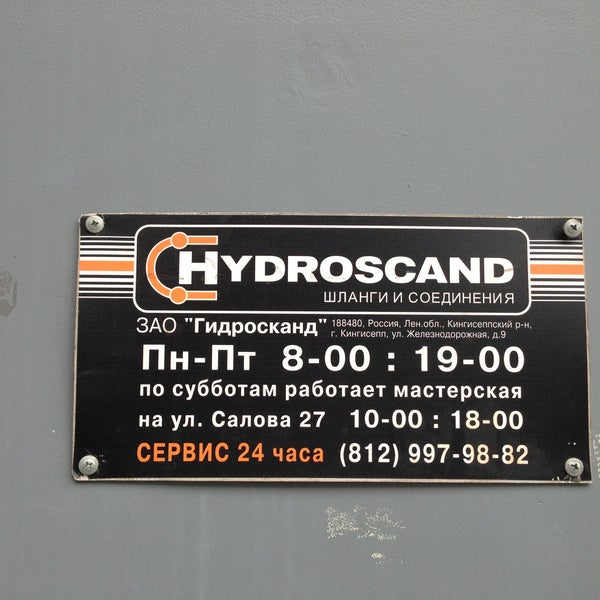 HYDROSCAND
ШЛАНГИ И СОЕДИНЕНИЯ
ЗАО "Гидросканд" 188480, Россия, Лен.обл., Кингисеппский р-н,
г. Кингисепп, ул. Железнодорожная, д.9
Пн-Пт 8-00 : 19-00
по субботам работает мастерская
на ул. Салова 27 10-00 : 18-00
СЕРВИС 24 часа (812) 997-98-82